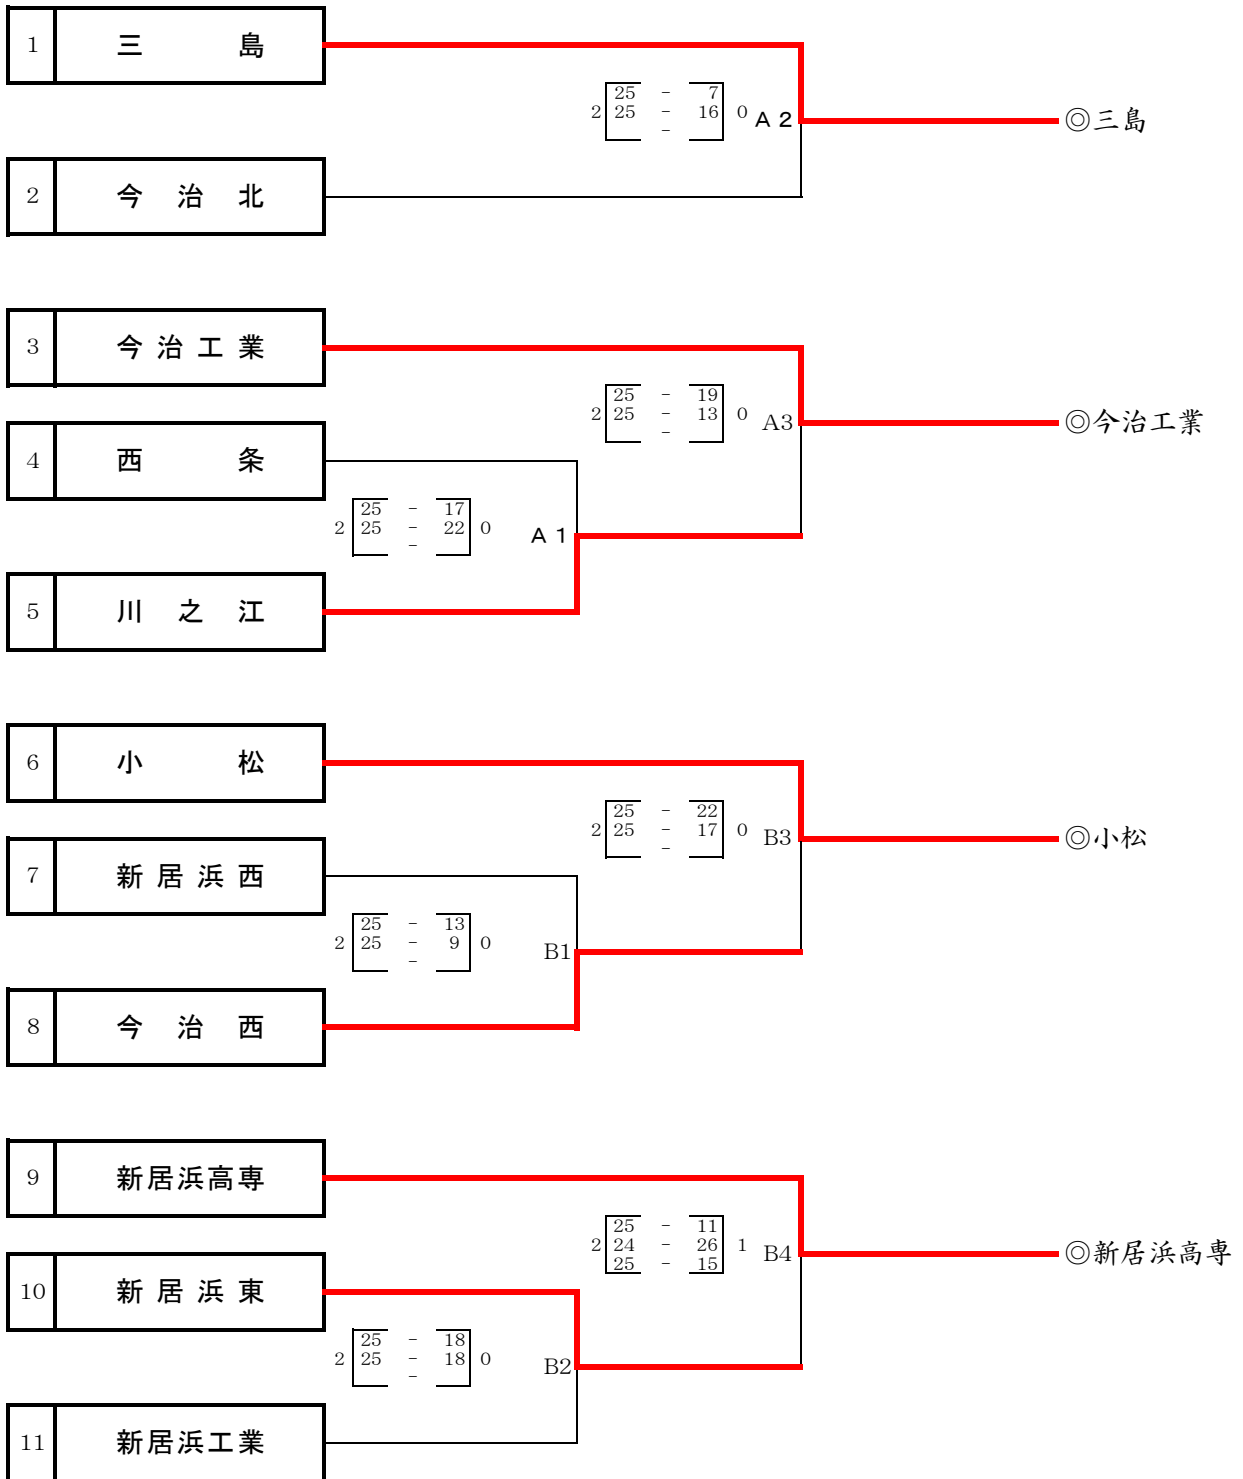 1 三島
25 - 7
2 25 - 16 0 A 2
-
◎三島
2 今治北
3 今治工業
25 - 19
2 25 - 13 0 A3
-
◎今治工業
4 西条
25 - 17
2 25 - 22 0 A 1
-
5 川之江
6 小松
25 - 22
2 25 - 17 0 B3
-
◎小松
7 新居浜西
25 - 13
2 25 - 9 0 B1
-
8 今治西
9 新居浜高専
25 - 11
2 24 - 26 1 B4
25 - 15
◎新居浜高専
10 新居浜東
25 - 18
2 25 - 18 0 B2
-
11 新居浜工業